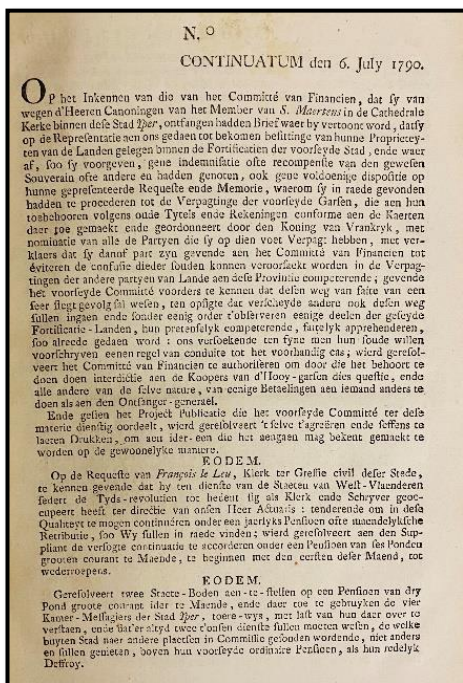 N.º
CONTINUATUM den 6. July 1790.
OP het Inkennen van die van het Committé van Financien, dat sy van
wegen d'Heeren Canoningen van het Member van S. Maertens in de Cathedrale
Kerke binnen dese Stad Yper, ontfangen hadden Brief waer by vertoont word, datsy
op de Representatie aen ons gedaen tot bekomen besittinge van hunne Proprietey-
ten van de Landen gelegen binnen de Fortificatien der voorseyde Stad, ende waer
af, soo sy voorgeven, gene indemnisatie ofte recompense van den gewesen
Souverain ofte andere en hadden genoten, ook gene voldoenige dispositie op
hunne gepresenteerde Requeste ende Memorie, waerom sy in raede gevonden
hadden te procederen tot de Verpagtinge der voorseyde Garsen, die aen hun
toebehooren volgens oude Tytels ende Rekeningen conforme aen de Kaerten
daer toe gemaekt ende geordonneert door den Koning van Vrankryk, met
nominatie van alle de Partyen die sy op dien voet Verpagt hebben, met ver-
klaers dat sy danof part zyn gevende aen het Committé van Financien tot
éviteren de confusie dieder souden konnen veroorsaekt worden in de Verpag-
tingen der andere partyen van Lande aen dese Provintie competerende; gevende
het voorseyde Committé voorders te kennen dat desen weg van faite van een
seer slegt gevolg sal wesen, ten opsigte dat verscheyde andere ook desen weg
sullen ingaen ende sonder eenig order t'observeren eenige deelen der geseyde
Fortificatie-Landen, hun pretenselyk competerende, faitelyk apprehenderen,
soo alreede gedaen word: ons versoekende ten fyne men hun soude willen
voorschryven eenen regel van conduite tot het voorhandig cas; wierd geresol-
veert het Committé van Financien te authoriseren om door die het behoort te
doen doen interdictie aen de Koopers van d'Hooy-garsen dies questie, ende
alle andere van de selve nature, van eenige Betaelingen aen iemand anders te
doen als aen den Ontfanger-generael.
Ende gesien het Project Publicatie die het voorseyde Committé ter dese
materie dienstig oordeelt, wierd geresolveert 't selve t'agreëren ende seffens te
laeten Drukken, om aen ider-een die het aengaen mag bekent gemaekt te
worden op de gewoonelyke maniere.
EODEM.
Op de Requeste van François le Leu, Klerk ter Greffie civil deser Stede,
te kennen gevende dat hy ten dienste van de Staeten van West-Vlaenderen
sedert de Tyds-revolutien tot hedent sig als Klerk ende Schryver geoc-
cupeert heeft ter directie van onsen Heer Actuaris: tenderende om in dese
Qualiteyt te mogen continuëren onder een jaerlyks Pensioen ofte maendelyksche
Retributie, soo Wy sullen in raede vinden; wierd geresolveert aen den Sup-
pliant de versogte continuatie te accorderen onder een Pensioen van ses Ponden
grooten courant te Maende, te beginnen met den eersten deser Maend, tot
wederroepens.
EODEM.
Geresolveert twee Staete-Boden aen-te-stellen op een Pensioen van dry
Pond groote courant ider te Maende, ende daer toe te gebruyken de vier
Kamer-Messagiers der Stad Yper, toere-wys, met last van hun daer over te
verstaen, ende dat'er altyd twee t'onsen dienste sullen moeten wesen, de welke
buyten Stad naer andere plaetsen in Commissie gesonden wordende, niet anders
en sullen genieten, boven hun voorseyde ordinaire Pensioen, als hun redelyk
Deffroy.